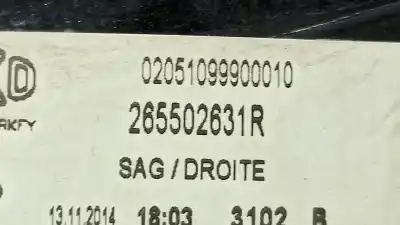 02051099900010
265502631R
SAG / DROITE
13.11.2014 18:03 3102 B